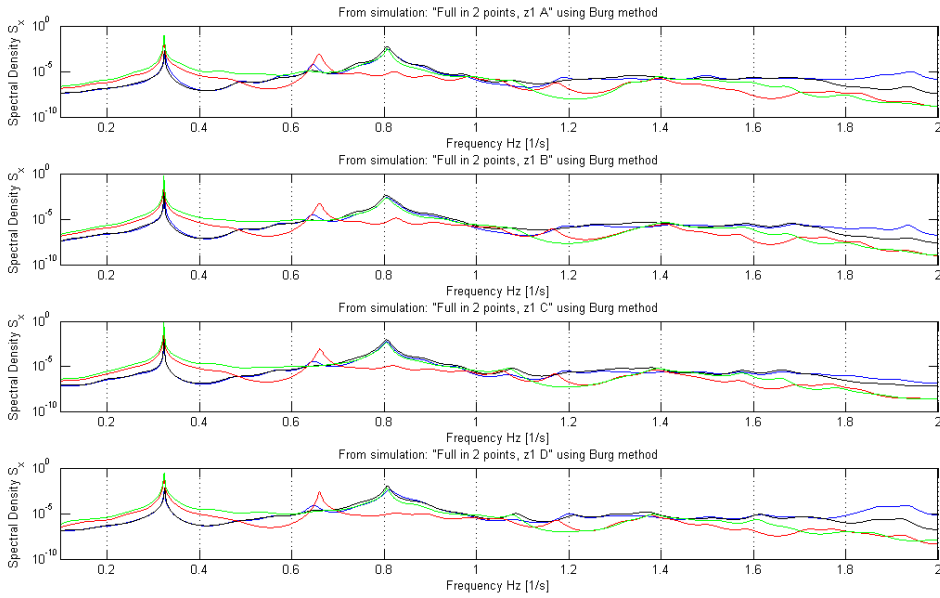 From simulation: "Full in 2 points, z1 A" using Burg method
Spectral Density S_x
10^0
10^-5
10^-10
0.2 0.4 0.6 0.8 1 1.2 1.4 1.6 1.8 2
Frequency Hz [1/s]
From simulation: "Full in 2 points, z1 B" using Burg method
Spectral Density S_x
10^0
10^-5
10^-10
0.2 0.4 0.6 0.8 1 1.2 1.4 1.6 1.8 2
Frequency Hz [1/s]
From simulation: "Full in 2 points, z1 C" using Burg method
Spectral Density S_x
10^0
10^-5
10^-10
0.2 0.4 0.6 0.8 1 1.2 1.4 1.6 1.8 2
Frequency Hz [1/s]
From simulation: "Full in 2 points, z1 D" using Burg method
Spectral Density S_x
10^0
10^-5
10^-10
0.2 0.4 0.6 0.8 1 1.2 1.4 1.6 1.8 2
Frequency Hz [1/s]